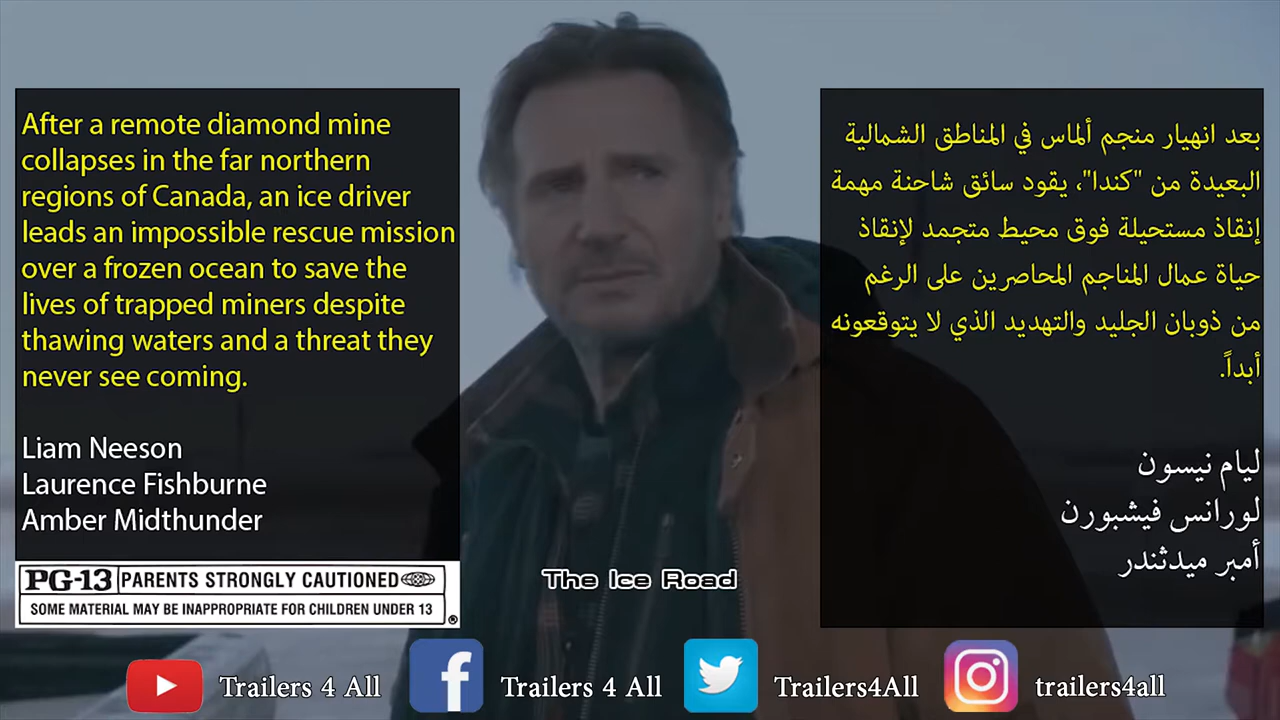 After a remote diamond mine
collapses in the far northern
regions of Canada, an ice driver
leads an impossible rescue mission
over a frozen ocean to save the
lives of trapped miners despite
thawing waters and a threat they
never see coming.
Liam Neeson
Laurence Fishburne
Amber Midthunder
PG-13 PARENTS STRONGLY CAUTIONED
SOME MATERIAL MAY BE INAPPROPRIATE FOR CHILDREN UNDER 13 ®
The Ice Road
بعد انهيار منجم ألماس في المناطق الشمالية
البعيدة من "كندا"، يقود سائق شاحنة مهمة
إنقاذ مستحيلة فوق محيط متجمد لإنقاذ
حياة عمال المناجم المحاصرين على الرغم
من ذوبان الجليد والتهديد الذي لا يتوقعونه
أبداً.
ليام نيسون
لورانس فيشبورن
أمبر ميدثندر
Trailers 4 All
f Trailers 4 All
Trailers4All
trailers4all